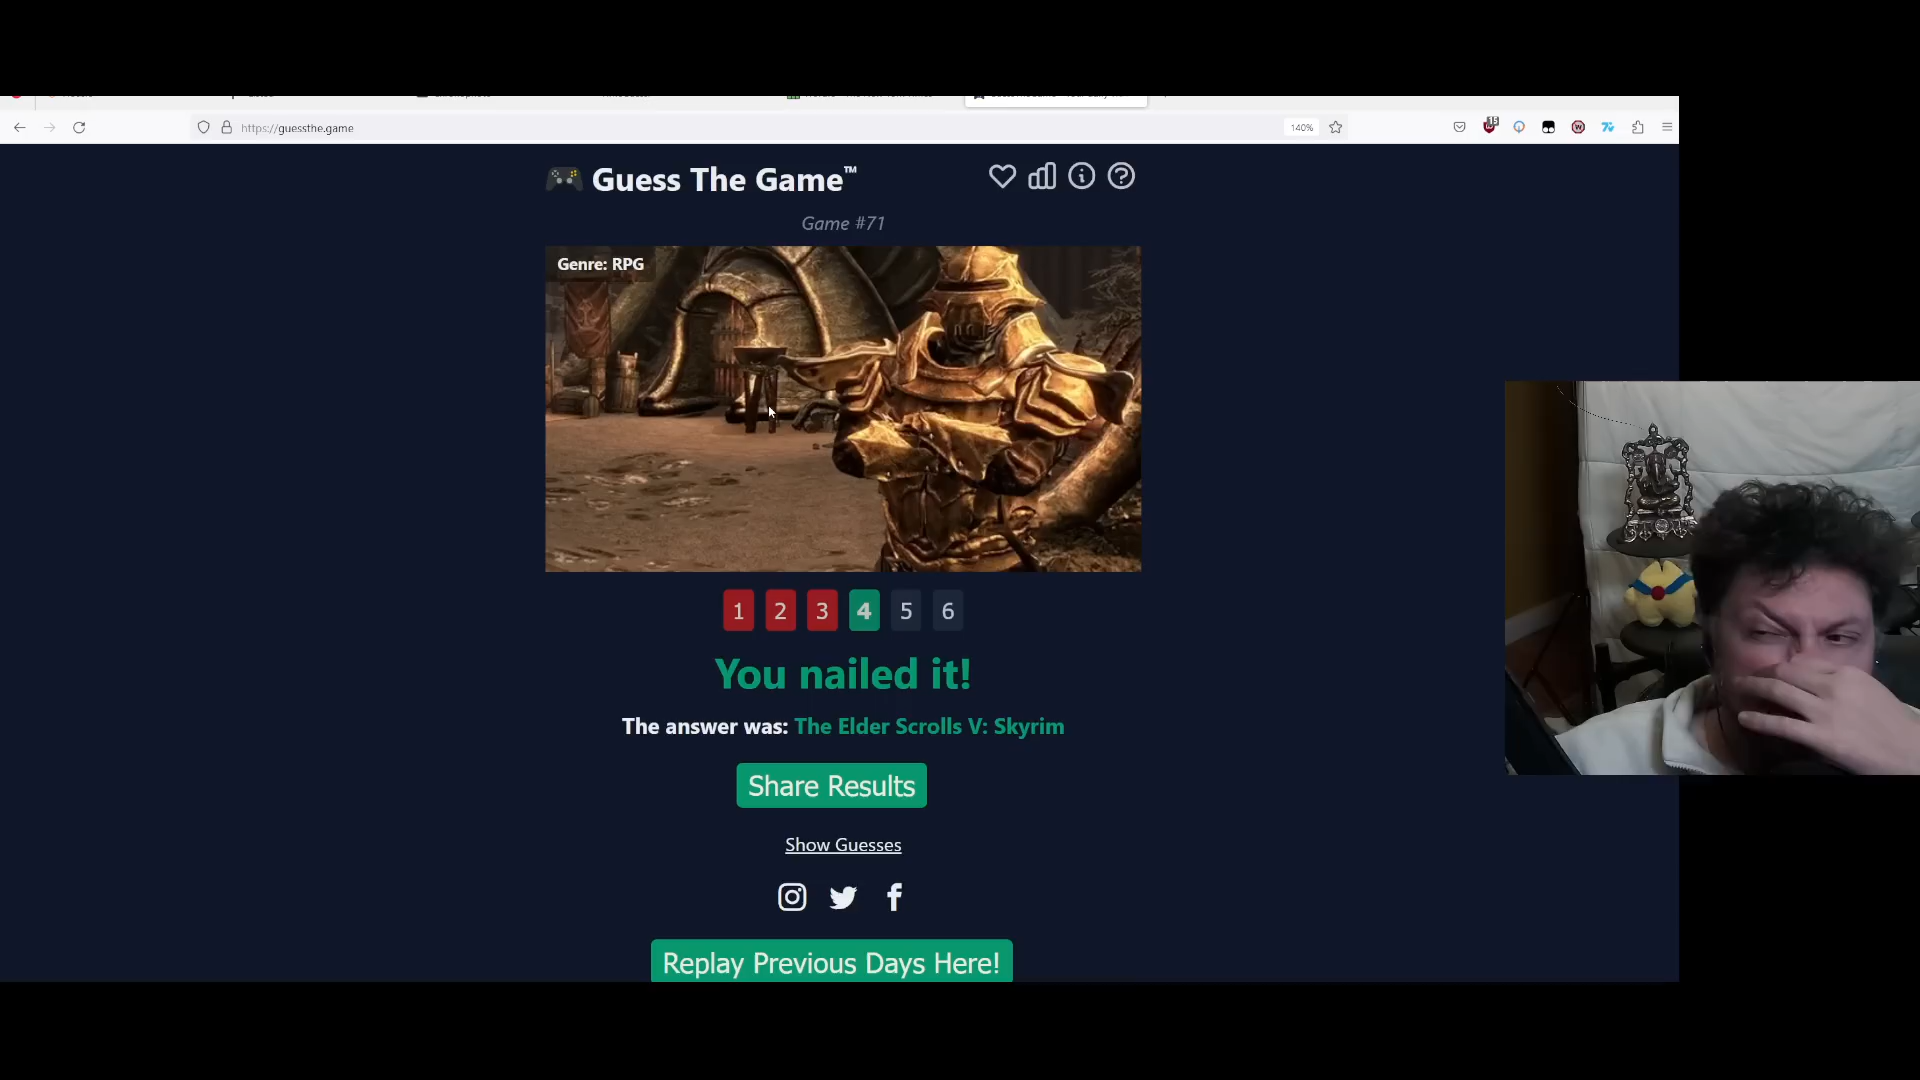 https://guessthe.game
140%
15
Guess The Game™
Game #71
Genre: RPG
1 2 3 4 5 6
You nailed it!
The answer was: The Elder Scrolls V: Skyrim
Share Results
Show Guesses
Replay Previous Days Here!